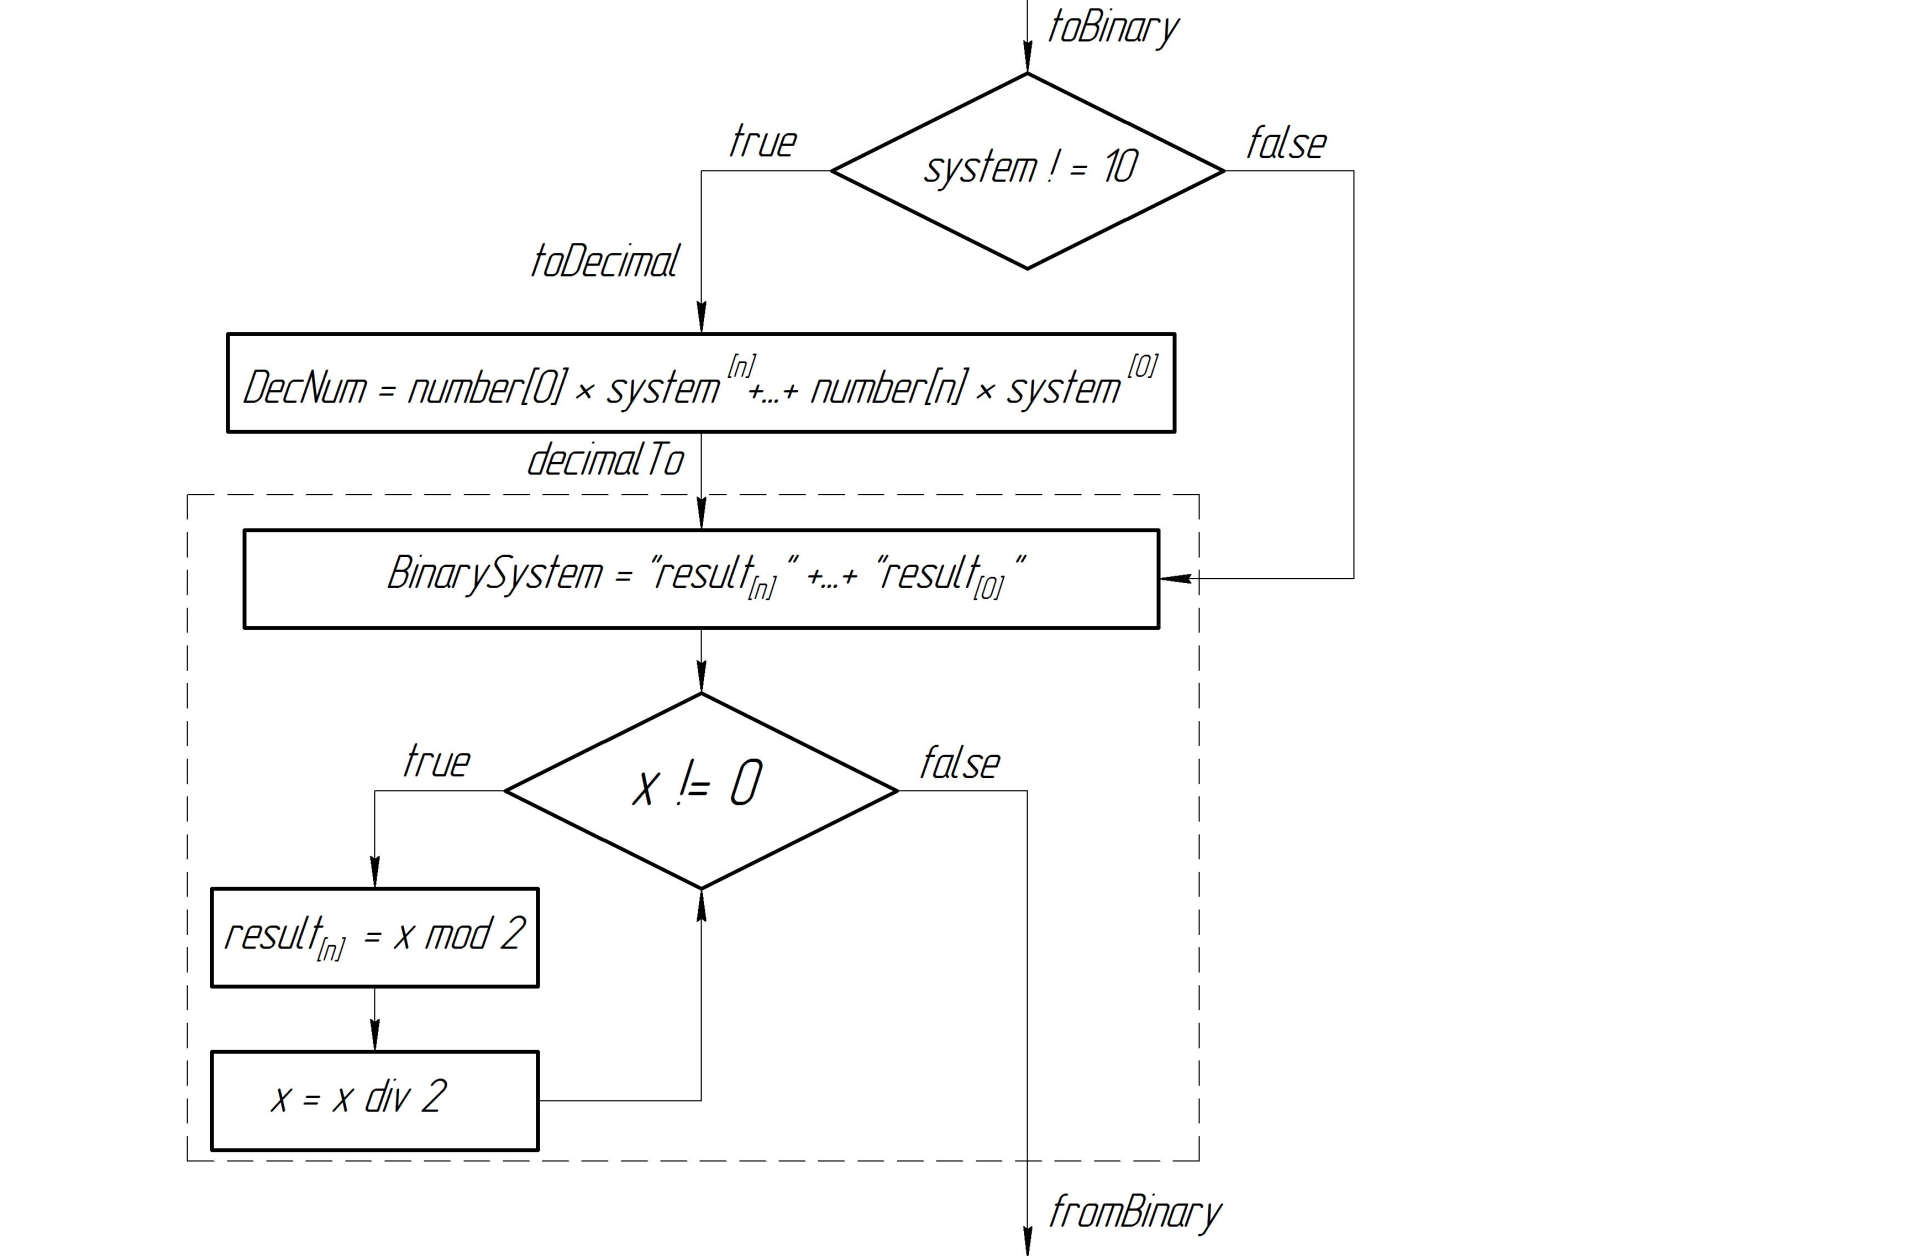 toBinary
true
false
system ! = 10
toDecimal
DecNum = number[0] × system [n] +...+ number[n] × system [0]
decimalTo
BinarySystem = "result[n]" +...+ "result[0]"
true
false
x != 0
result[n] = x mod 2
x = x div 2
fromBinary